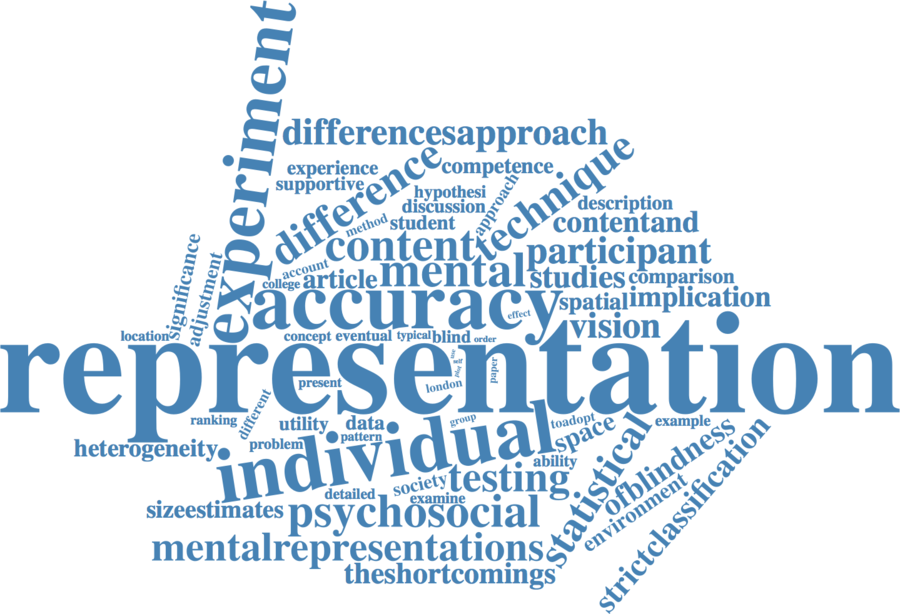 experiment
differencesapproach
experience
competence
supportive
difference
hypothesi
approach
technique
discussion
description
method
student
contentand
content
participant
significance
adjustment
account
college
article
mental
studies
comparison
accuracy
effect
spatial
implication
vision
location
concept
eventual
typical
blind
order
representation
present
london
paper
ranking
different
utility
data
group
toadopt
example
heterogeneity
problem
pattern
individual
space
statistical
ofblindness
ability
society
testing
detailed
examine
environment
strictclassification
sizeestimates
psychosocial
mentalrepresentations
theshortcomings